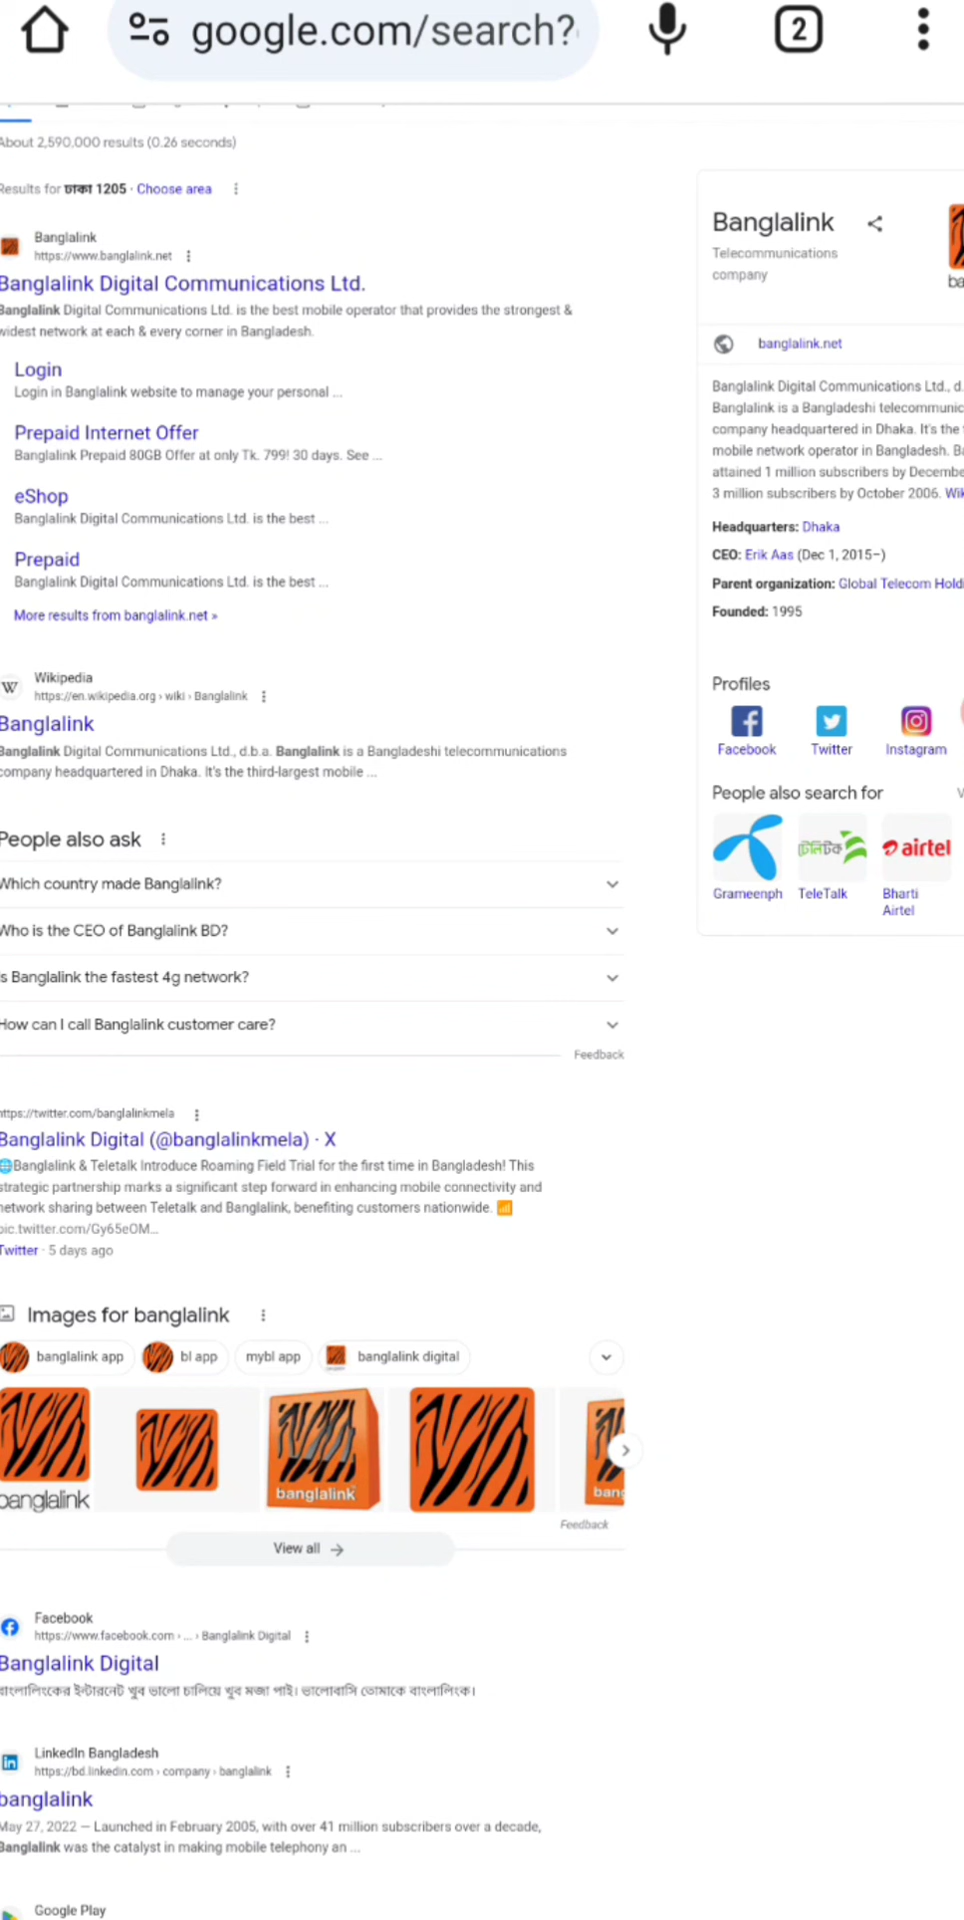 google.com/search?
2
About 2,590,000 results (0.26 seconds)
Results for ঢাকা 1205 · Choose area
Banglalink
https://www.banglalink.net
Banglalink Digital Communications Ltd.
Banglalink Digital Communications Ltd. is the best mobile operator that provides the strongest &
widest network at each & every corner in Bangladesh.
Login
Login in Banglalink website to manage your personal ...
Prepaid Internet Offer
Banglalink Prepaid 80GB Offer at only Tk. 799! 30 days. See ...
eShop
Banglalink Digital Communications Ltd. is the best ...
Prepaid
Banglalink Digital Communications Ltd. is the best ...
More results from banglalink.net »
Wikipedia
https://en.wikipedia.org › wiki › Banglalink
Banglalink
Banglalink Digital Communications Ltd., d.b.a. Banglalink is a Bangladeshi telecommunications
company headquartered in Dhaka. It's the third-largest mobile ...
People also ask
Which country made Banglalink?
Who is the CEO of Banglalink BD?
Is Banglalink the fastest 4g network?
How can I call Banglalink customer care?
Feedback
https://twitter.com/banglalinkmela
Banglalink Digital (@banglalinkmela) · X
🌐Banglalink & Teletalk Introduce Roaming Field Trial for the first time in Bangladesh! This
strategic partnership marks a significant step forward in enhancing mobile connectivity and
network sharing between Teletalk and Banglalink, benefiting customers nationwide. 📶
pic.twitter.com/Gy65eOM...
Twitter · 5 days ago
Images for banglalink
banglalink app
bl app
mybl app
banglalink digital
banglalink
banglalink
bang
Feedback
View all →
Facebook
https://www.facebook.com › ... › Banglalink Digital
Banglalink Digital
বাংলালিংকের ইন্টারনেট খুব ভালো চালিয়ে খুব মজা পাই। ভালোবাসি তোমাকে বাংলালিংক।
LinkedIn Bangladesh
https://bd.linkedin.com › company › banglalink
banglalink
May 27, 2022 — Launched in February 2005, with over 41 million subscribers over a decade,
Banglalink was the catalyst in making mobile telephony an ...
Google Play
Banglalink
Telecommunications
company
ba
banglalink.net
Banglalink Digital Communications Ltd., d.
Banglalink is a Bangladeshi telecommunic
company headquartered in Dhaka. It's the
mobile network operator in Bangladesh. Ba
attained 1 million subscribers by Decembe
3 million subscribers by October 2006. Wik
Headquarters: Dhaka
CEO: Erik Aas (Dec 1, 2015–)
Parent organization: Global Telecom Holdi
Founded: 1995
Profiles
Facebook
Twitter
Instagram
People also search for
V
টেলিটক
airtel
Grameenph
TeleTalk
Bharti
Airtel